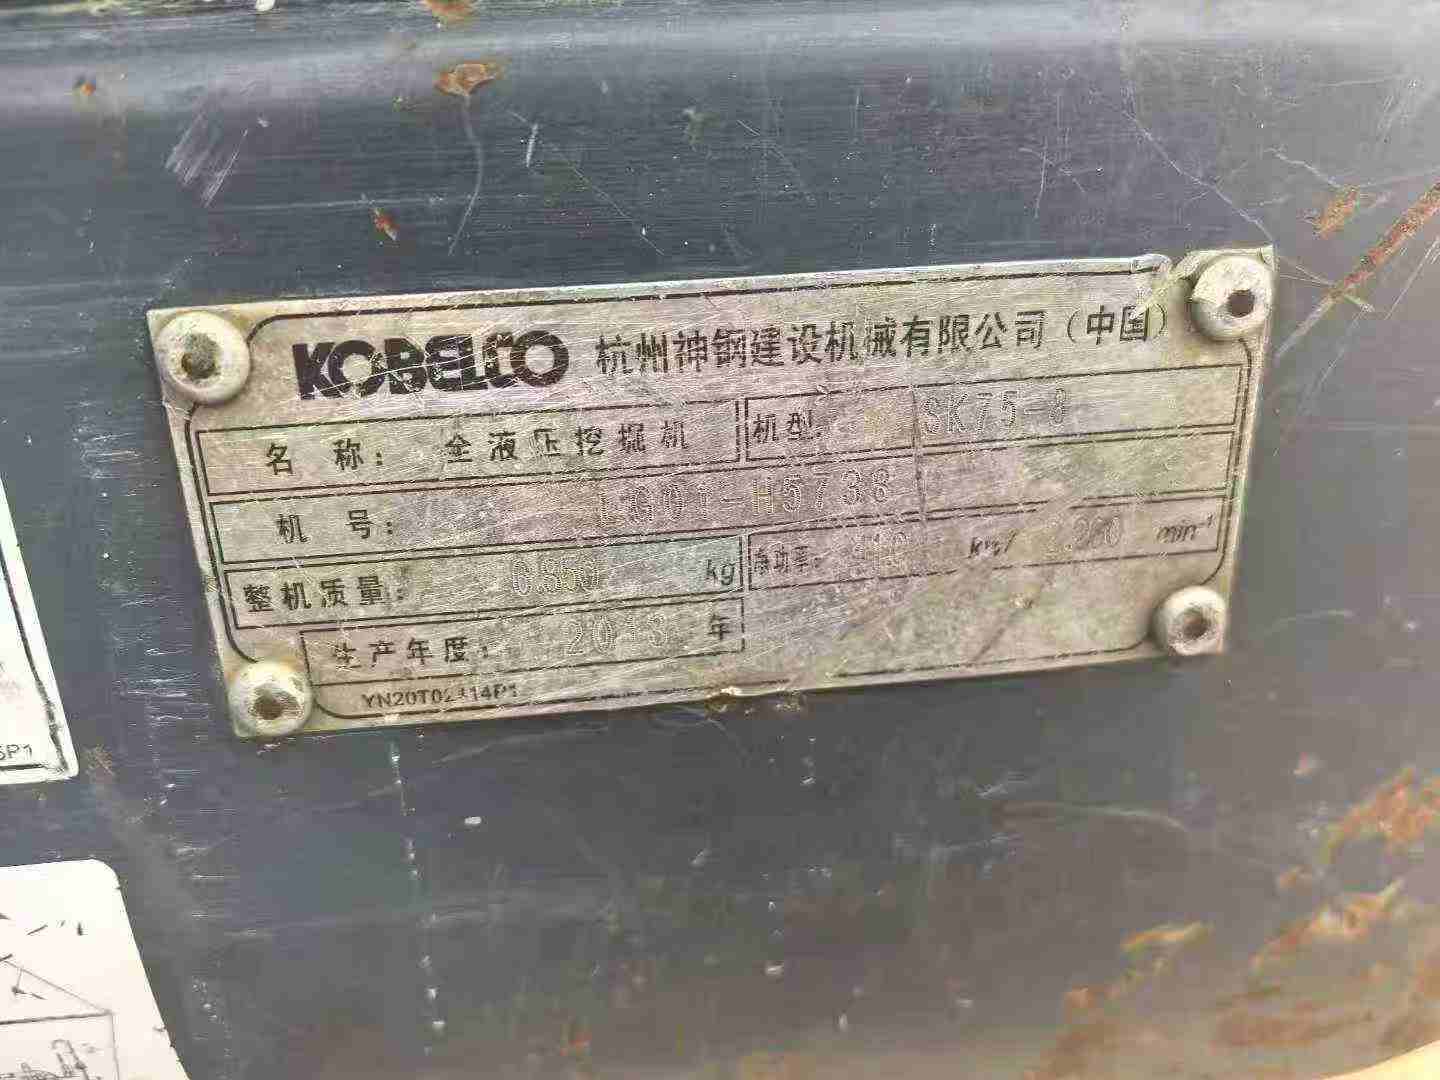 KOBELCO 杭州神钢建设机械有限公司（中国）
名 称： 全液压挖掘机 机型： SK75-8
机 号： LG01-H5738
整机质量： kg 净功率： kw/ min⁻¹
生产年度： 2013 年
5P1